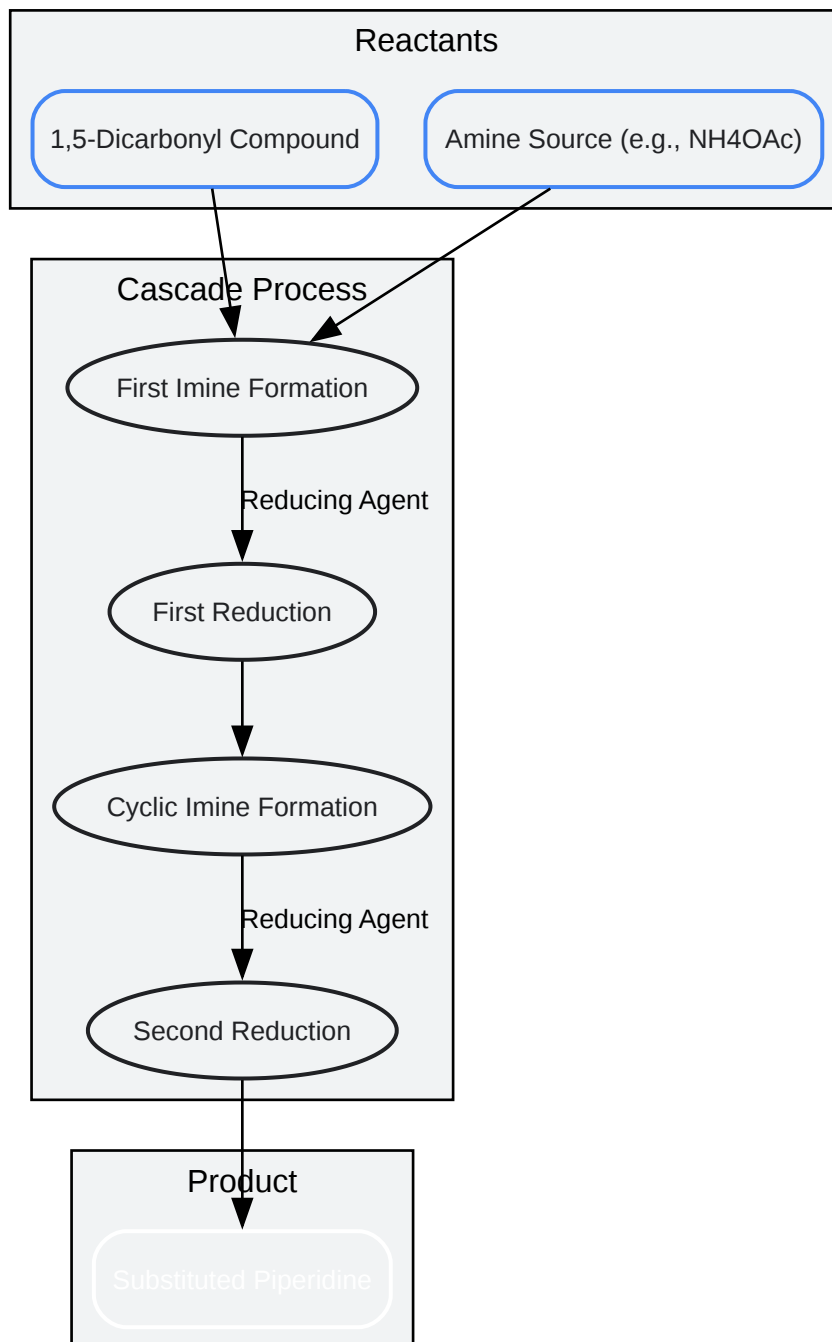 Reactants
1,5-Dicarbonyl Compound
Amine Source (e.g., NH4OAc)
Cascade Process
First Imine Formation
Reducing Agent
First Reduction
Cyclic Imine Formation
Reducing Agent
Second Reduction
Product
Substituted Piperidine